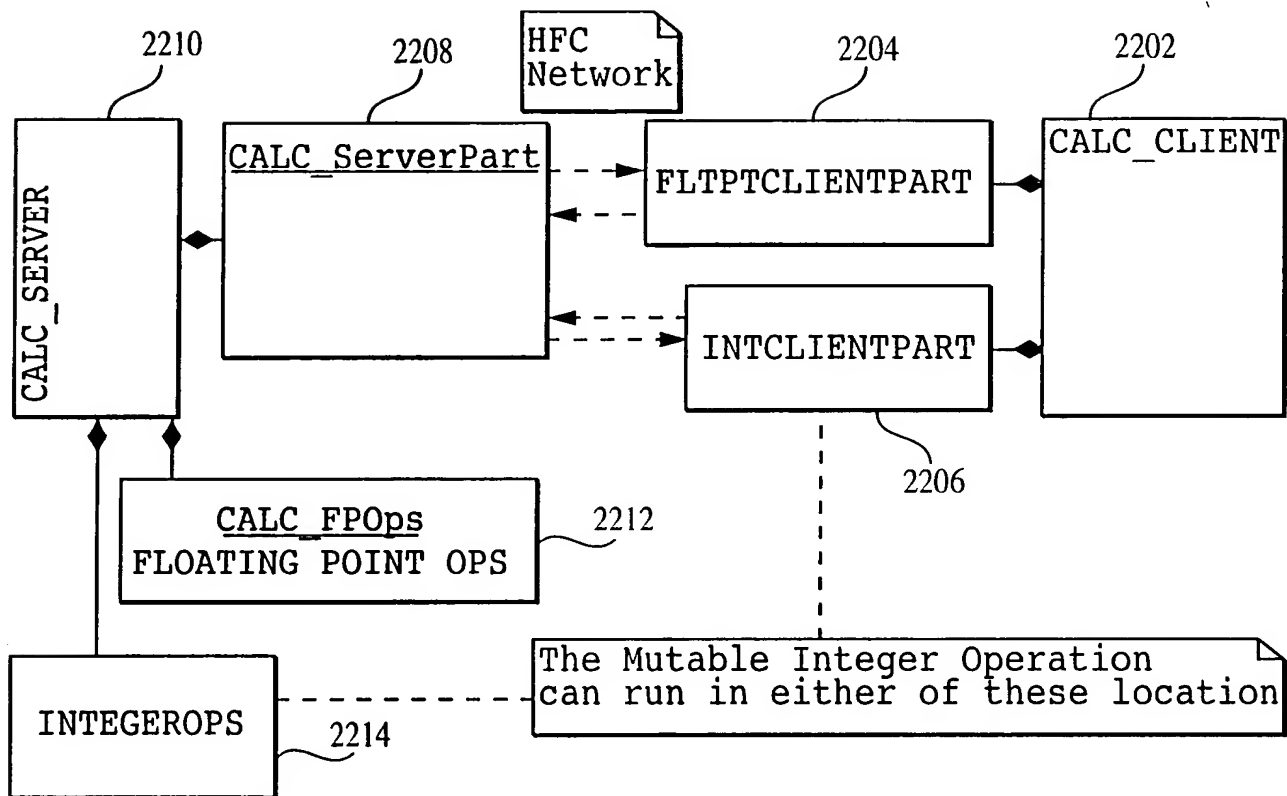 2210
2208
HFC
Network
2204
2202
CALC_SERVER
CALC_ServerPart
FLTPTCLIENTPART
CALC_CLIENT
INTCLIENTPART
2206
CALC_FPOps
FLOATING POINT OPS
2212
The Mutable Integer Operation
can run in either of these location
INTEGEROPS
2214